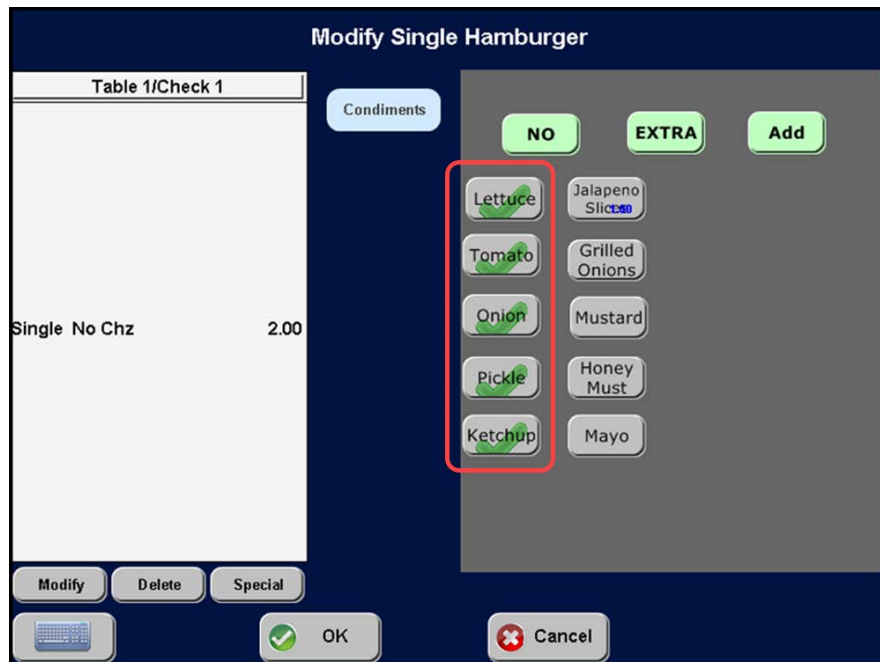 Modify Single Hamburger
Table 1/Check 1
Single No Chz 2.00
Condiments
NO EXTRA Add
Lettuce
Jalapeno
Slices
Tomato
Grilled
Onions
Onion
Mustard
Pickle
Honey
Must
Ketchup
Mayo
Modify Delete Special
OK Cancel